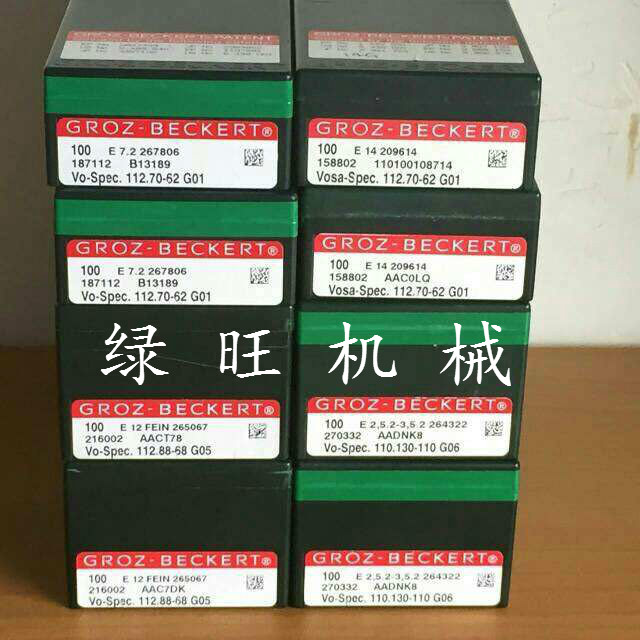 GROZ-BECKERT®
100 E 7.2 267806
187112 B13189
Vo-Spec. 112.70-62 G01
GROZ-BECKERT®
100 E 14 209614
158802 110100108714
Vosa-Spec. 112.70-62 G01
GROZ-BECKERT®
100 E 7.2 267806
187112 B13189
Vo-Spec. 112.70-62 G01
GROZ-BECKERT®
100 E 14 209614
158802 AAC0LQ
Vosa-Spec. 112.70-62 G01
绿旺机械
GROZ-BECKERT®
100 E 12 FEIN 265067
216002 AACT78
Vo-Spec. 112.88-68 G05
GROZ-BECKERT®
100 E 2,5.2-3,5.2 264322
270332 AADNK8
Vo-Spec. 110.130-110 G06
GROZ-BECKERT®
100 E 12 FEIN 265067
216002 AAC7DK
Vo-Spec. 112.88-68 G05
GROZ-BECKERT®
100 E 2,5.2-3,5.2 264322
270332 AADNK8
Vo-Spec. 110.130-110 G06